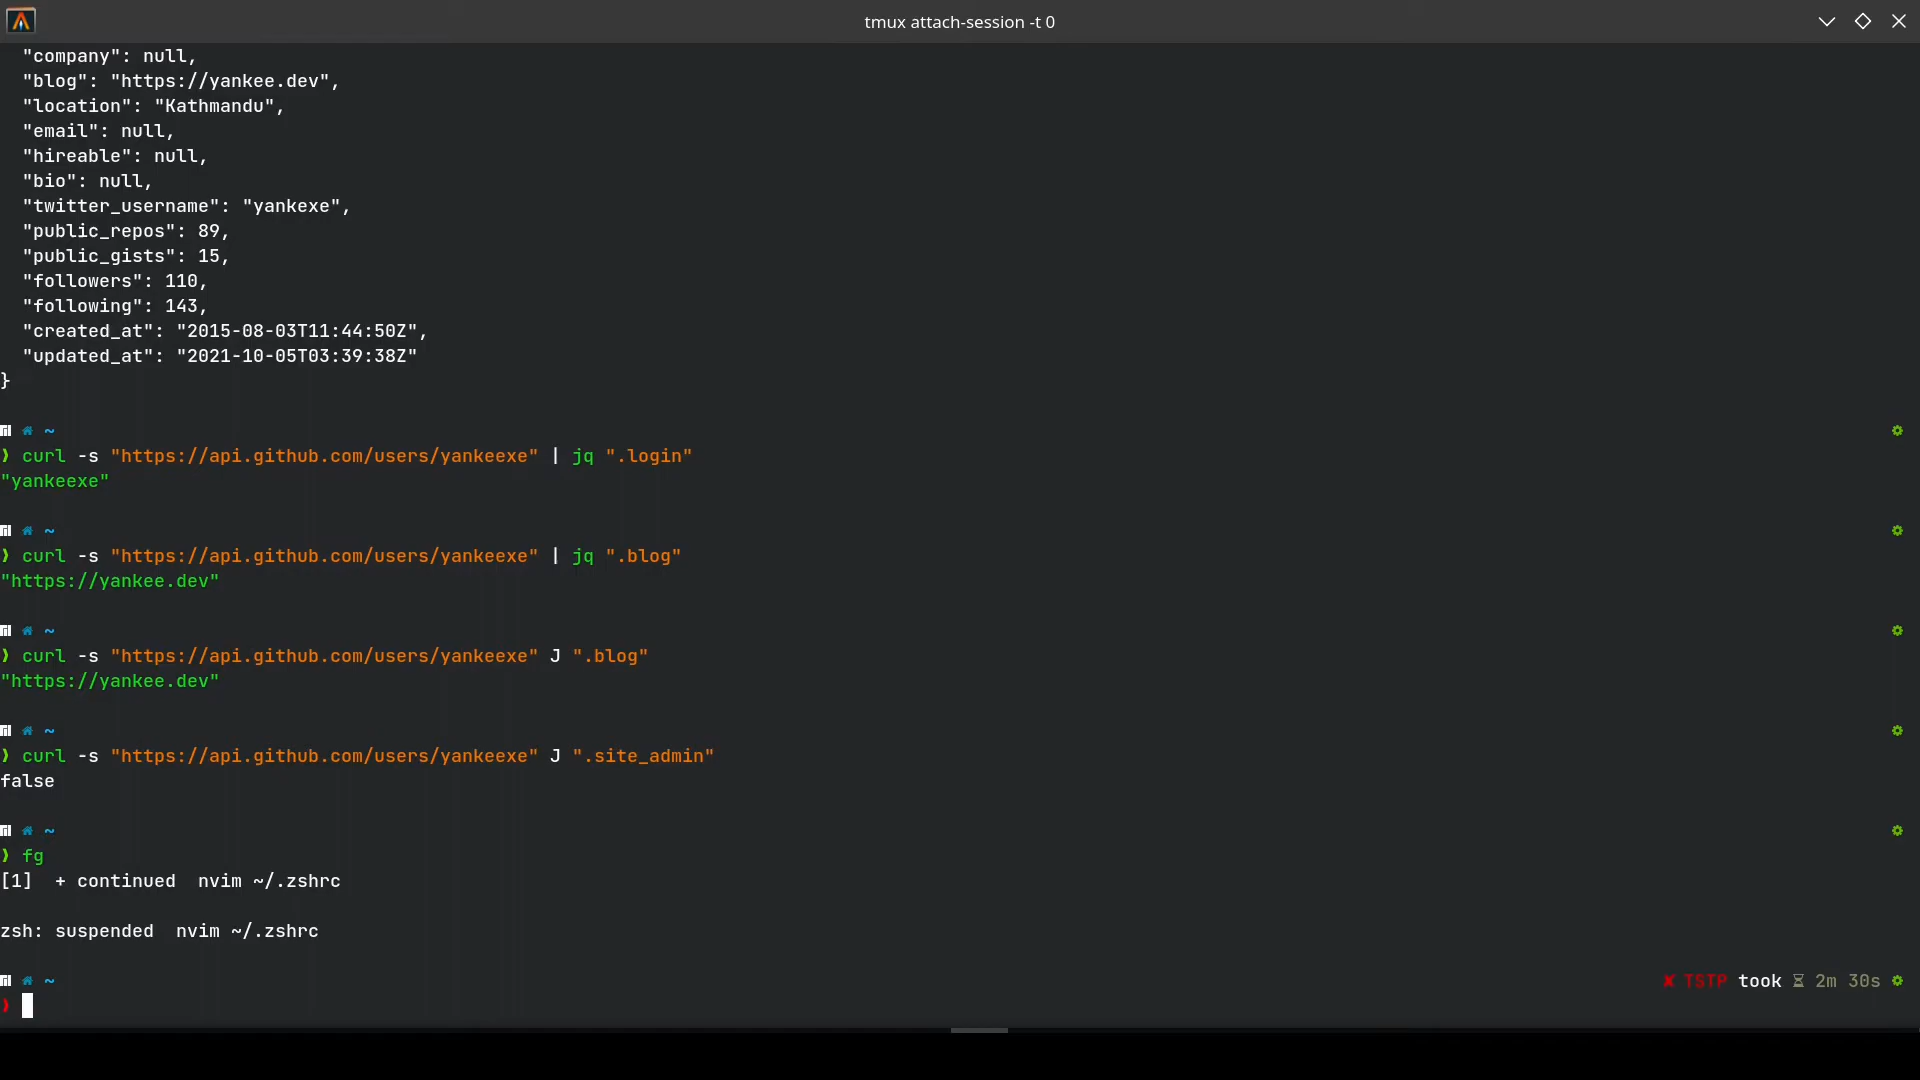 tmux attach-session -t 0
"company": null,
"blog": "https://yankee.dev",
"location": "Kathmandu",
"email": null,
"hireable": null,
"bio": null,
"twitter_username": "yankexe",
"public_repos": 89,
"public_gists": 15,
"followers": 110,
"following": 143,
"created_at": "2015-08-03T11:44:50Z",
"updated_at": "2021-10-05T03:39:38Z"
}
~
❯ curl -s "https://api.github.com/users/yankeexe" | jq ".login"
"yankeexe"
~
❯ curl -s "https://api.github.com/users/yankeexe" | jq ".blog"
"https://yankee.dev"
~
❯ curl -s "https://api.github.com/users/yankeexe" J ".blog"
"https://yankee.dev"
~
❯ curl -s "https://api.github.com/users/yankeexe" J ".site_admin"
false
~
❯ fg
[1]  + continued  nvim ~/.zshrc
zsh: suspended  nvim ~/.zshrc
~ ✘ TSTP took ⌛ 2m 30s
❯